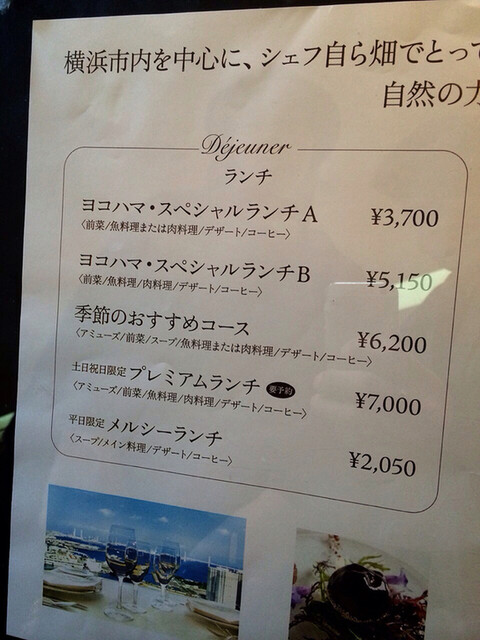 横浜市内を中心に、シェフ自ら畑でとって
自然の力
Déjeuner
ランチ
ヨコハマ・スペシャルランチA ¥3,700
〈前菜/魚料理または肉料理/デザート/コーヒー〉
ヨコハマ・スペシャルランチB ¥5,150
〈前菜/魚料理/肉料理/デザート/コーヒー〉
季節のおすすめコース ¥6,200
〈アミューズ/前菜/スープ/魚料理または肉料理/デザート/コーヒー〉
土日祝日限定 プレミアムランチ 要予約 ¥7,000
〈アミューズ/前菜/魚料理/肉料理/デザート/コーヒー〉
平日限定 メルシーランチ ¥2,050
〈スープ/メイン料理/デザート/コーヒー〉